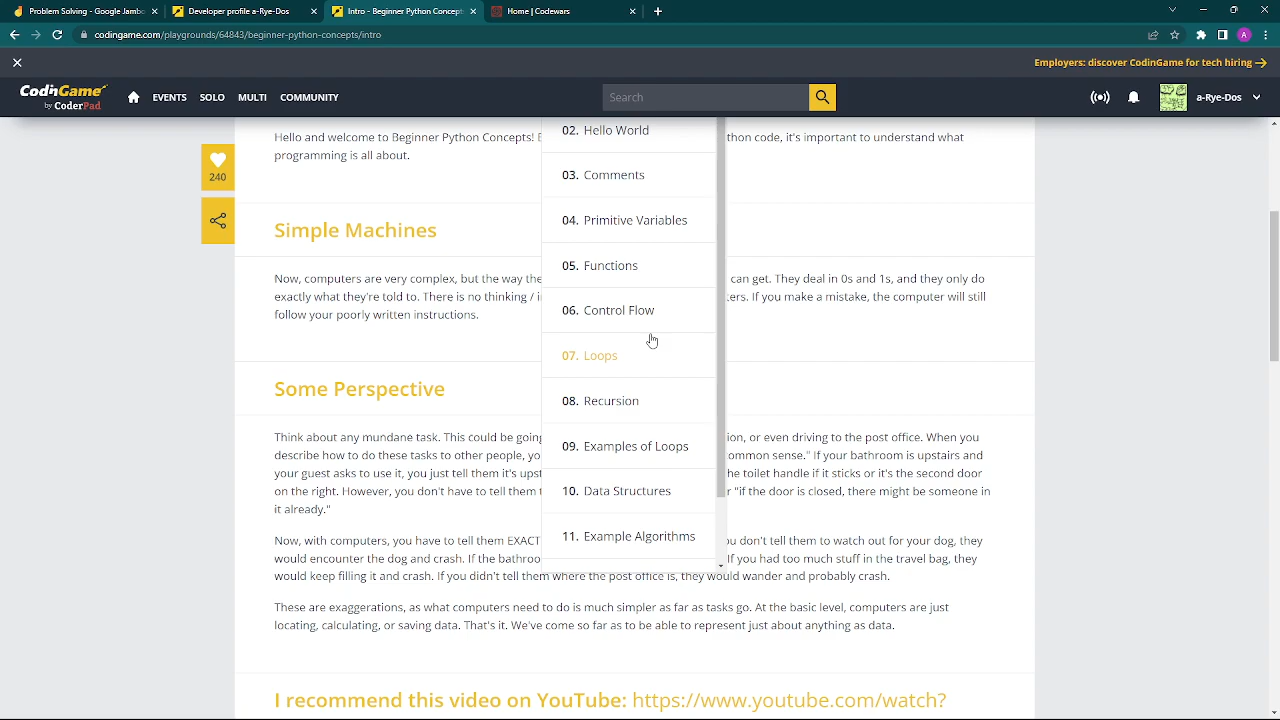 Problem Solving - Google Jamb
Developer profile a-Rye-Dos
Intro - Beginner Python Concept
Home | Codewars
codingame.com/playgrounds/64843/beginner-python-concepts/intro
A
Employers: discover CodinGame for tech hiring
CodinGame
by CoderPad
EVENTS SOLO MULTI COMMUNITY
Search
a-Rye-Dos
240
Hello and welcome to Beginner Python Concepts!
thon code, it's important to understand what
programming is all about.
Simple Machines
Now, computers are very complex, but the way the
can get. They deal in 0s and 1s, and they only do
exactly what they're told to. There is no thinking /
ters. If you make a mistake, the computer will still
follow your poorly written instructions.
Some Perspective
Think about any mundane task. This could be going
ion, or even driving to the post office. When you
describe how to do these tasks to other people, yo
ommon sense." If your bathroom is upstairs and
your guest asks to use it, you just tell them it's upst
he toilet handle if it sticks or it's the second door
on the right. However, you don't have to tell them
r "if the door is closed, there might be someone in
it already."
Now, with computers, you have to tell them EXACT
ou don't tell them to watch out for your dog, they
would encounter the dog and crash. If the bathroo
If you had too much stuff in the travel bag, they
would keep filling it and crash. If you didn't tell them where the post office is, they would wander and probably crash.
These are exaggerations, as what computers need to do is much simpler as far as tasks go. At the basic level, computers are just
locating, calculating, or saving data. That's it. We've come so far as to be able to represent just about anything as data.
I recommend this video on YouTube: https://www.youtube.com/watch?
02. Hello World
03. Comments
04. Primitive Variables
05. Functions
06. Control Flow
07. Loops
08. Recursion
09. Examples of Loops
10. Data Structures
11. Example Algorithms